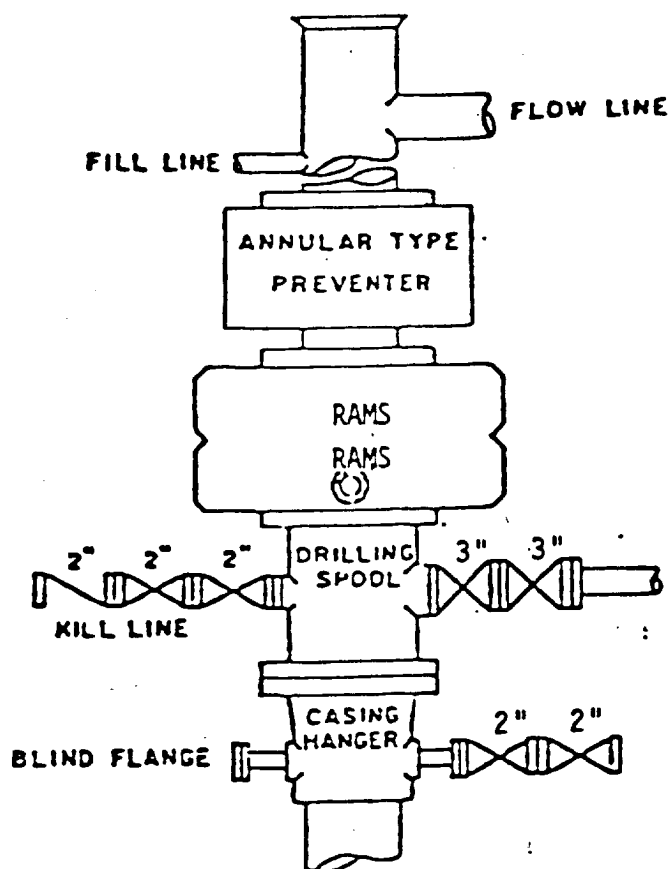 FLOW LINE
FILL LINE
ANNULAR TYPE
PREVENTER
RAMS
RAMS
2" 2" 2"
DRILLING
SPOOL
3" 3"
KILL LINE
CASING
HANGER
2" 2"
BLIND FLANGE